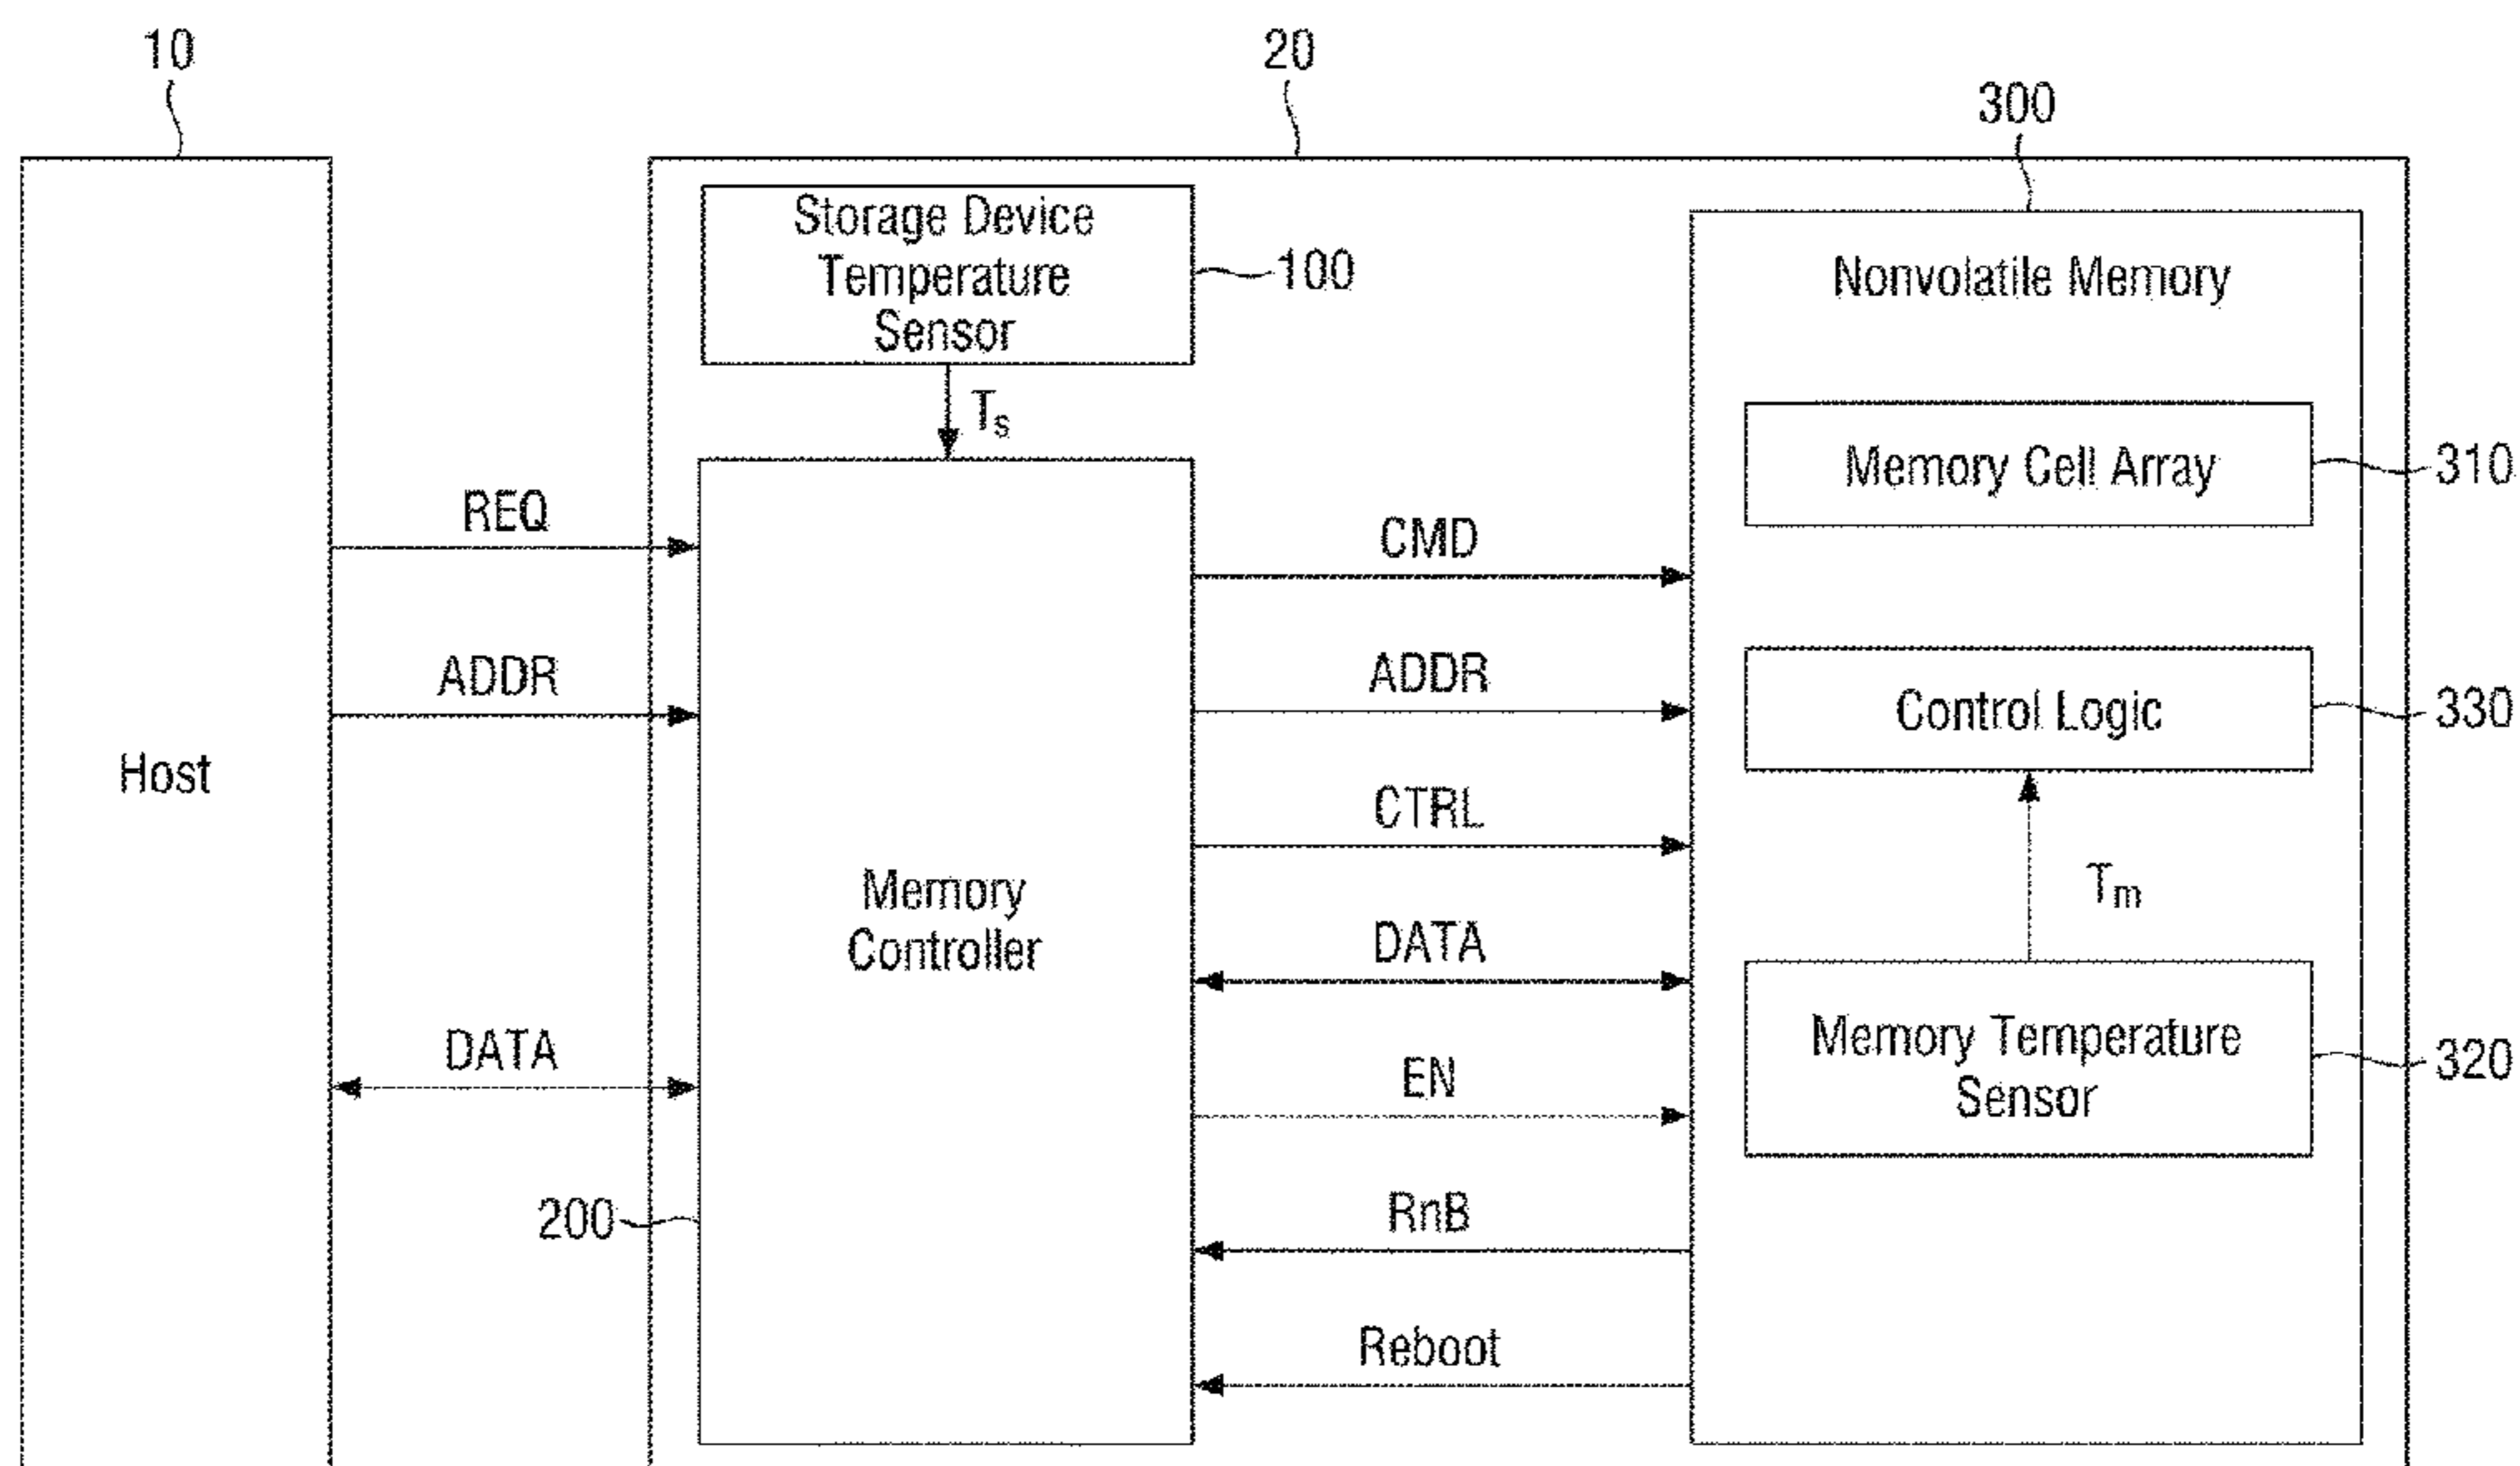 10
20
300
Storage Device
Temperature
Sensor
100
Nonvolatile Memory
Ts
Memory Cell Array
310
REQ
CMD
ADDR
ADDR
Control Logic
330
Host
CTRL
Memory
Controller
Tm
DATA
DATA
Memory Temperature
Sensor
320
EN
200
RnB
Reboot